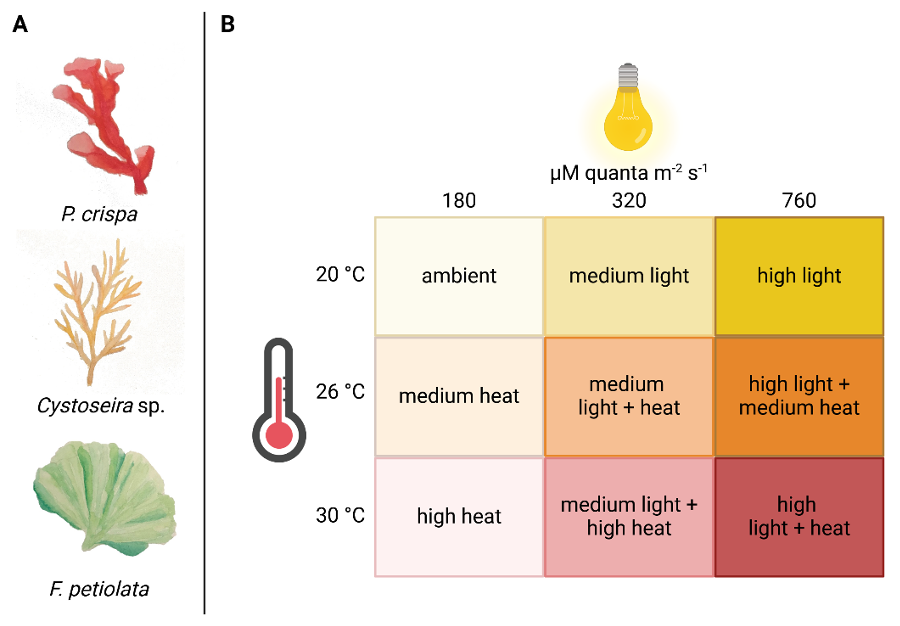 A
P. crispa
Cystoseira sp.
F. petiolata
B
µM quanta m⁻² s⁻¹
180 320 760
20 °C ambient medium light high light
26 °C medium heat medium light + heat high light + medium heat
30 °C high heat medium light + high heat high light + heat